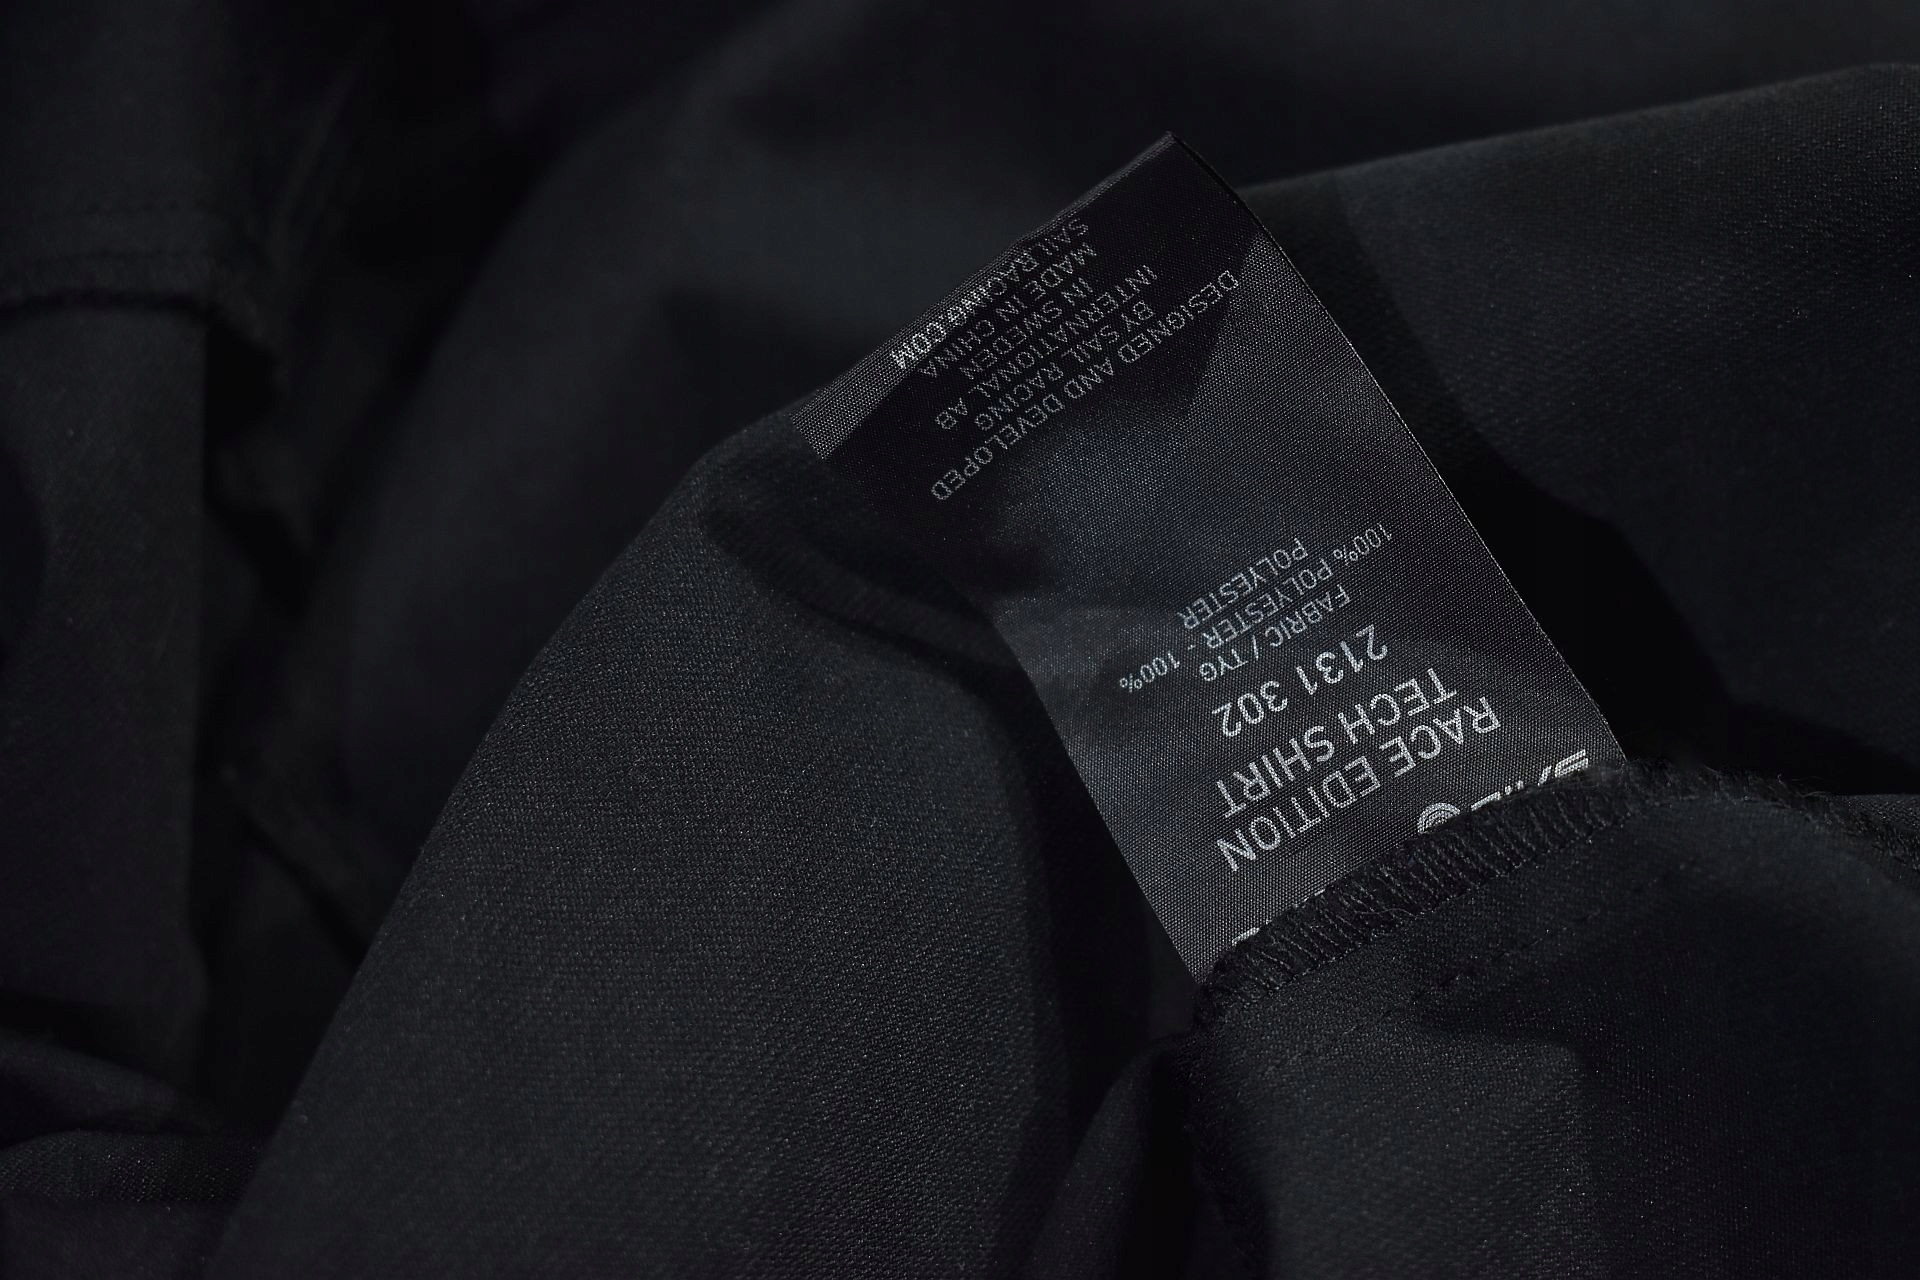 RACE EDITION
TECH SHIRT
2131 302
FABRIC / TYG
100% POLYESTER - 100%
POLYESTER
DESIGNED AND DEVELOPED
BY SAIL RACING
INTERNATIONAL AB
IN SWEDEN
MADE IN CHINA
SAILRACING.COM